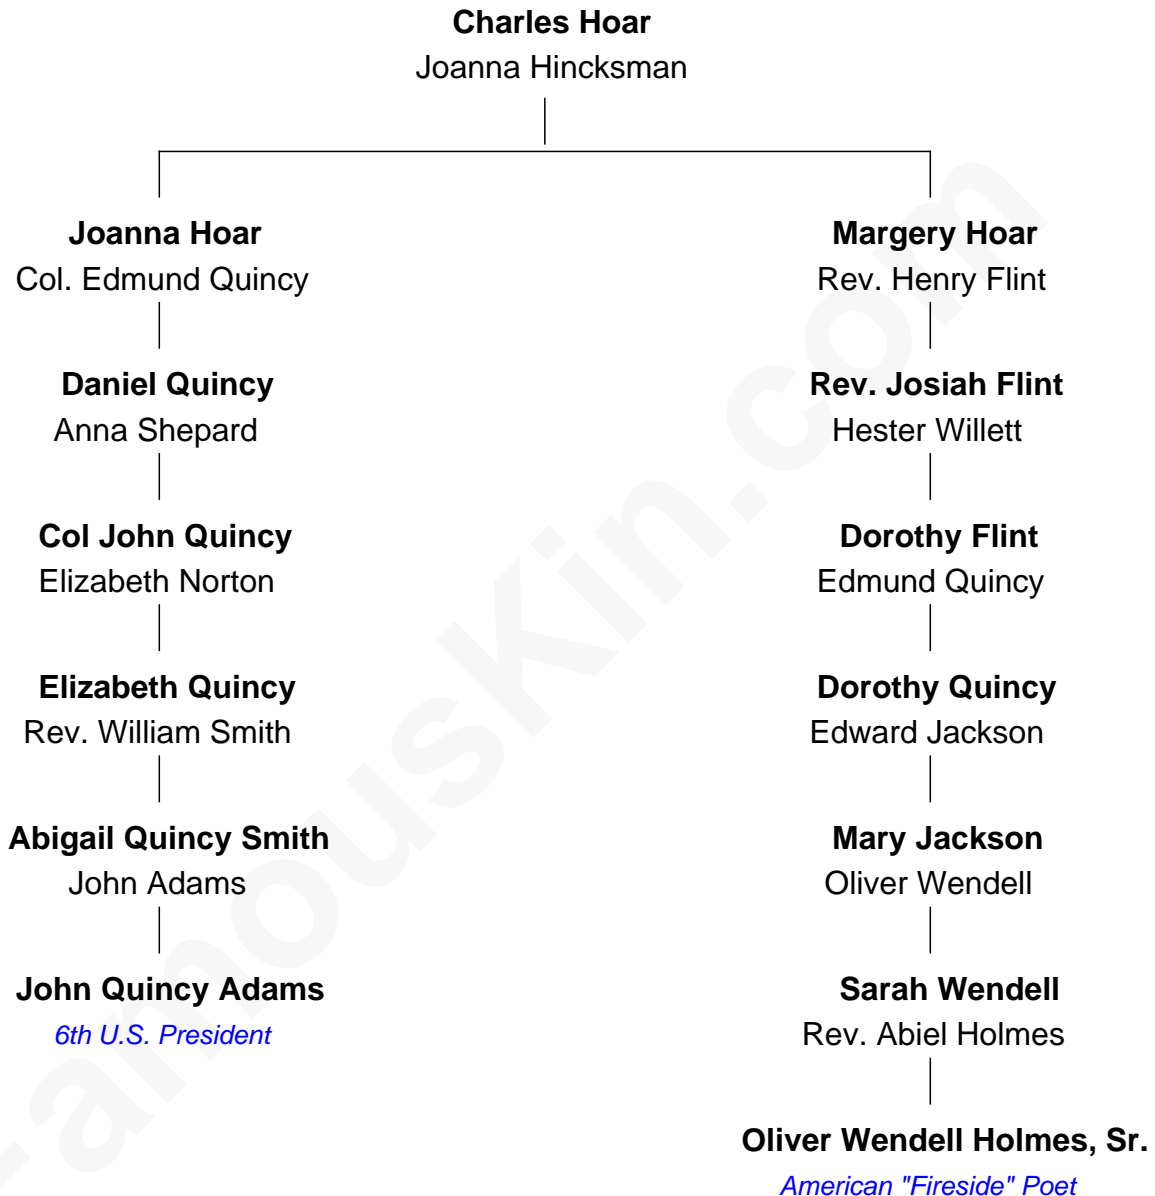 Charles Hoar
Joanna Hincksman
Joanna Hoar
Col. Edmund Quincy
Daniel Quincy
Anna Shepard
Col John Quincy
Elizabeth Norton
Elizabeth Quincy
Rev. William Smith
Abigail Quincy Smith
John Adams
John Quincy Adams
6th U.S. President
Margery Hoar
Rev. Henry Flint
Rev. Josiah Flint
Hester Willett
Dorothy Flint
Edmund Quincy
Dorothy Quincy
Edward Jackson
Mary Jackson
Oliver Wendell
Sarah Wendell
Rev. Abiel Holmes
Oliver Wendell Holmes, Sr.
American "Fireside" Poet
FamousKin.com